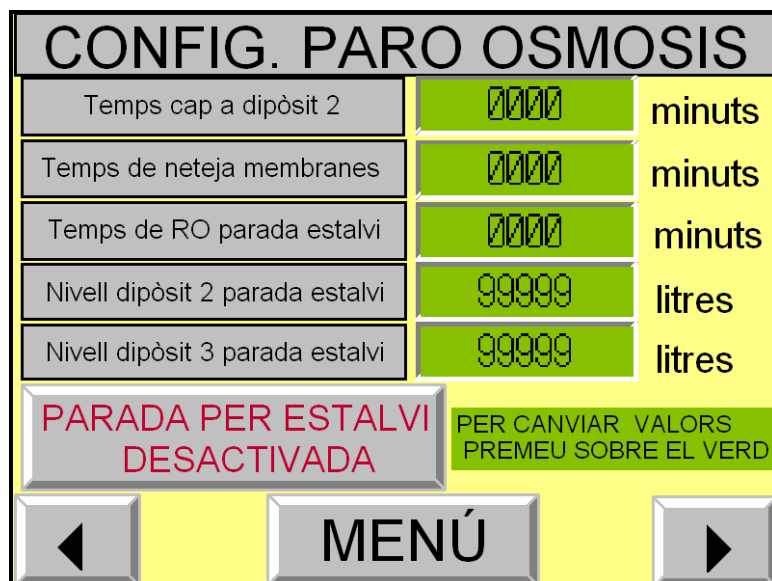 CONFIG. PARO OSMOSIS
Temps cap a dipòsit 2 0000 minuts
Temps de neteja membranes 0000 minuts
Temps de RO parada estalvi 0000 minuts
Nivell dipòsit 2 parada estalvi 99999 litres
Nivell dipòsit 3 parada estalvi 99999 litres
PARADA PER ESTALVI
DESACTIVADA
PER CANVIAR VALORS
PREMEU SOBRE EL VERD
MENÚ